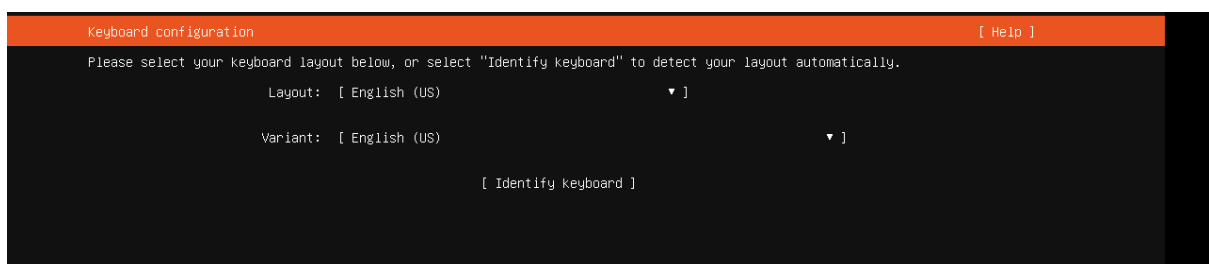 Keyboard configuration [ Help ]
Please select your keyboard layout below, or select "Identify keyboard" to detect your layout automatically.
Layout: [ English (US) ▾ ]
Variant: [ English (US) ▾ ]
[ Identify keyboard ]